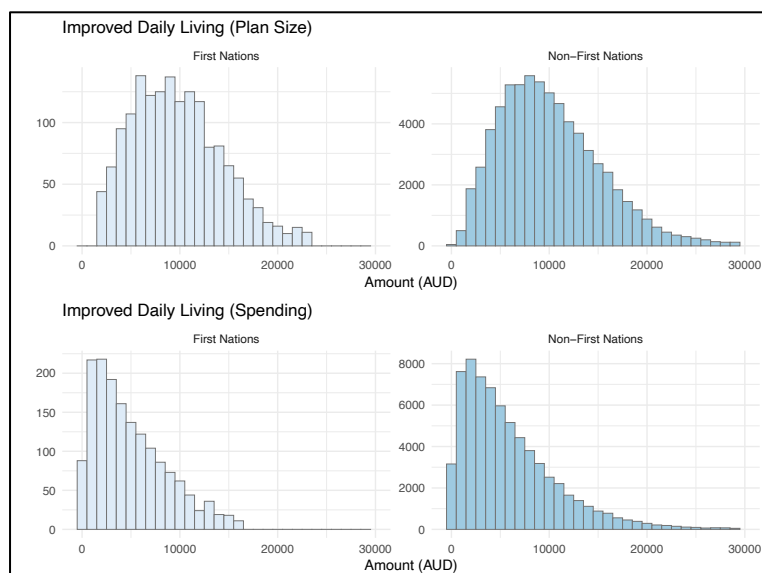 Improved Daily Living (Plan Size)
First Nations
Non−First Nations
100
50
0
4000
2000
0
0 10000 20000 30000
0 10000 20000 30000
Amount (AUD)
Improved Daily Living (Spending)
First Nations
Non−First Nations
200
150
100
50
0
8000
6000
4000
2000
0
0 10000 20000 30000
0 10000 20000 30000
Amount (AUD)